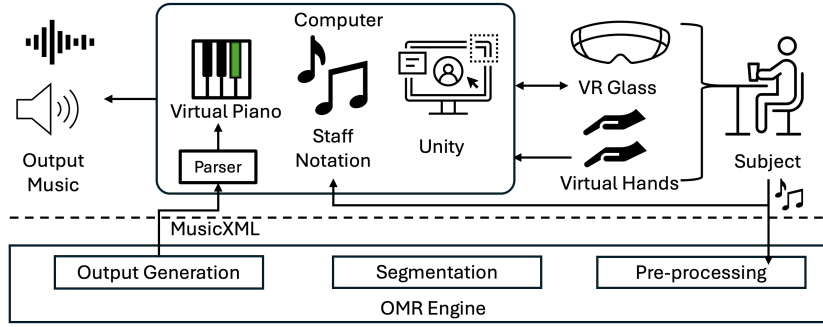 Computer
Virtual Piano
Parser
Staff
Notation
Unity
VR Glass
Virtual Hands
Subject
Output
Music
MusicXML
Output Generation
Segmentation
Pre-processing
OMR Engine